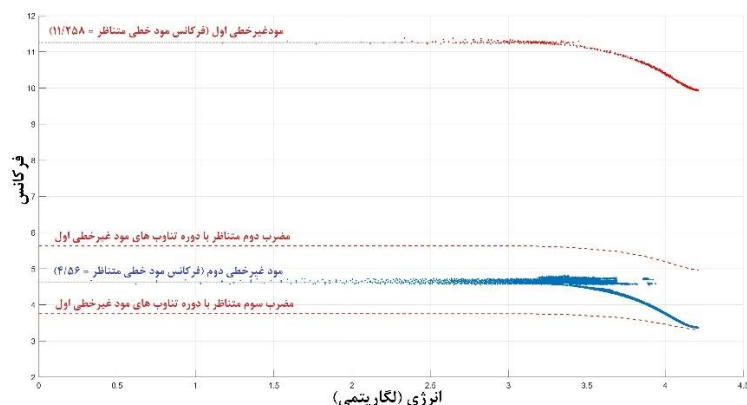 12
11
10
9
8
7
6
5
4
3
2
مودغیرخطی اول (فرکانس مود خطی متناظر = ۱۱/۲۵۸)
مضرب دوم متناظر با دوره تناوب های مود غیرخطی اول
مود غیرخطی دوم (فرکانس مود خطی متناظر = ۴/۵۶)
مضرب سوم متناظر با دوره تناوب های مود غیرخطی اول
فرکانس
0 0.5 1 1.5 2 2.5 3 3.5 4 4.5
انرژی (لگاریتمی)